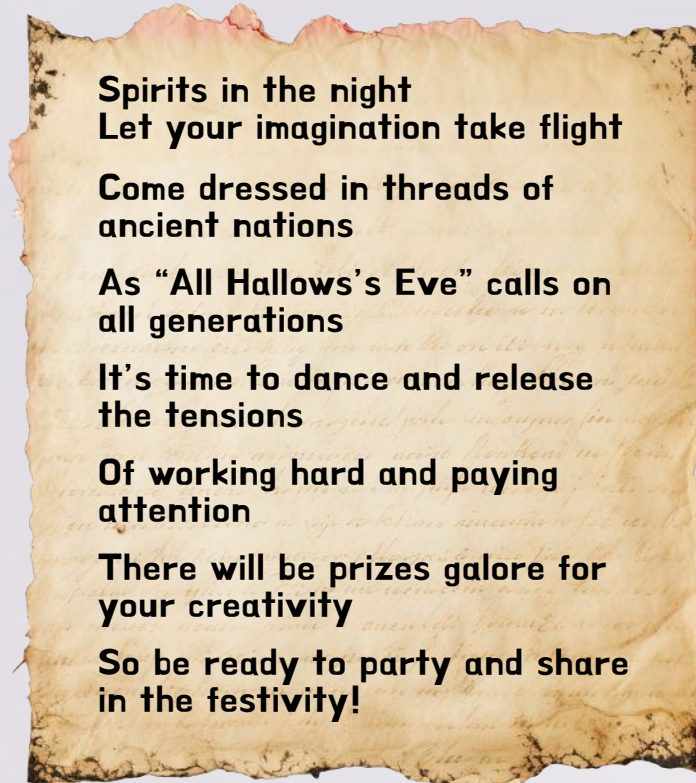 Spirits in the night
Let your imagination take flight
Come dressed in threads of
ancient nations
As “All Hallows’s Eve” calls on
all generations
It’s time to dance and release
the tensions
Of working hard and paying
attention
There will be prizes galore for
your creativity
So be ready to party and share
in the festivity!